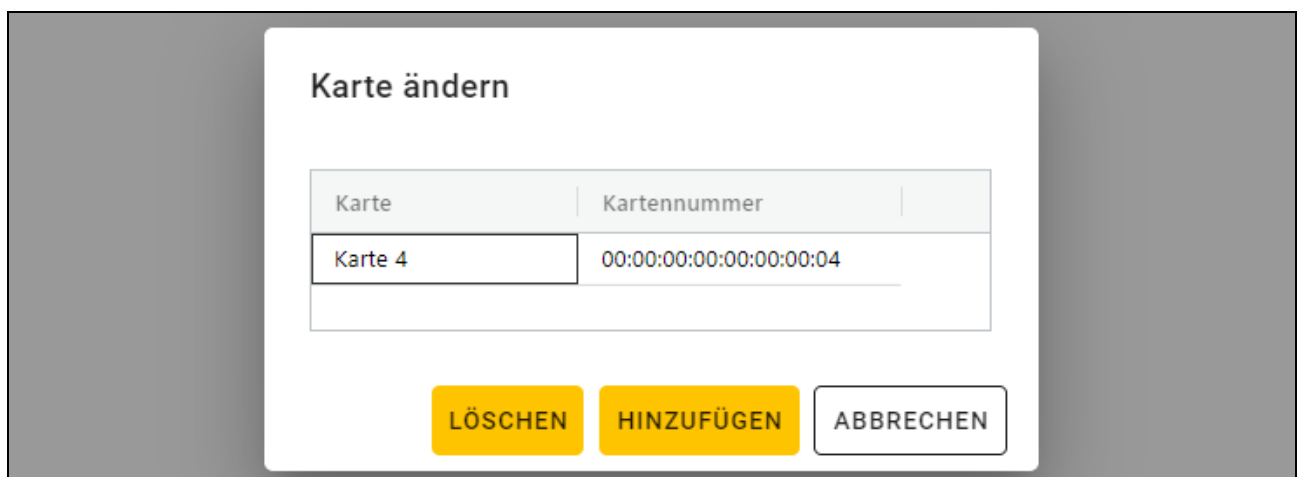 Karte ändern
Karte Kartennummer
Karte 4 00:00:00:00:00:00:00:04
LÖSCHEN HINZUFÜGEN ABBRECHEN